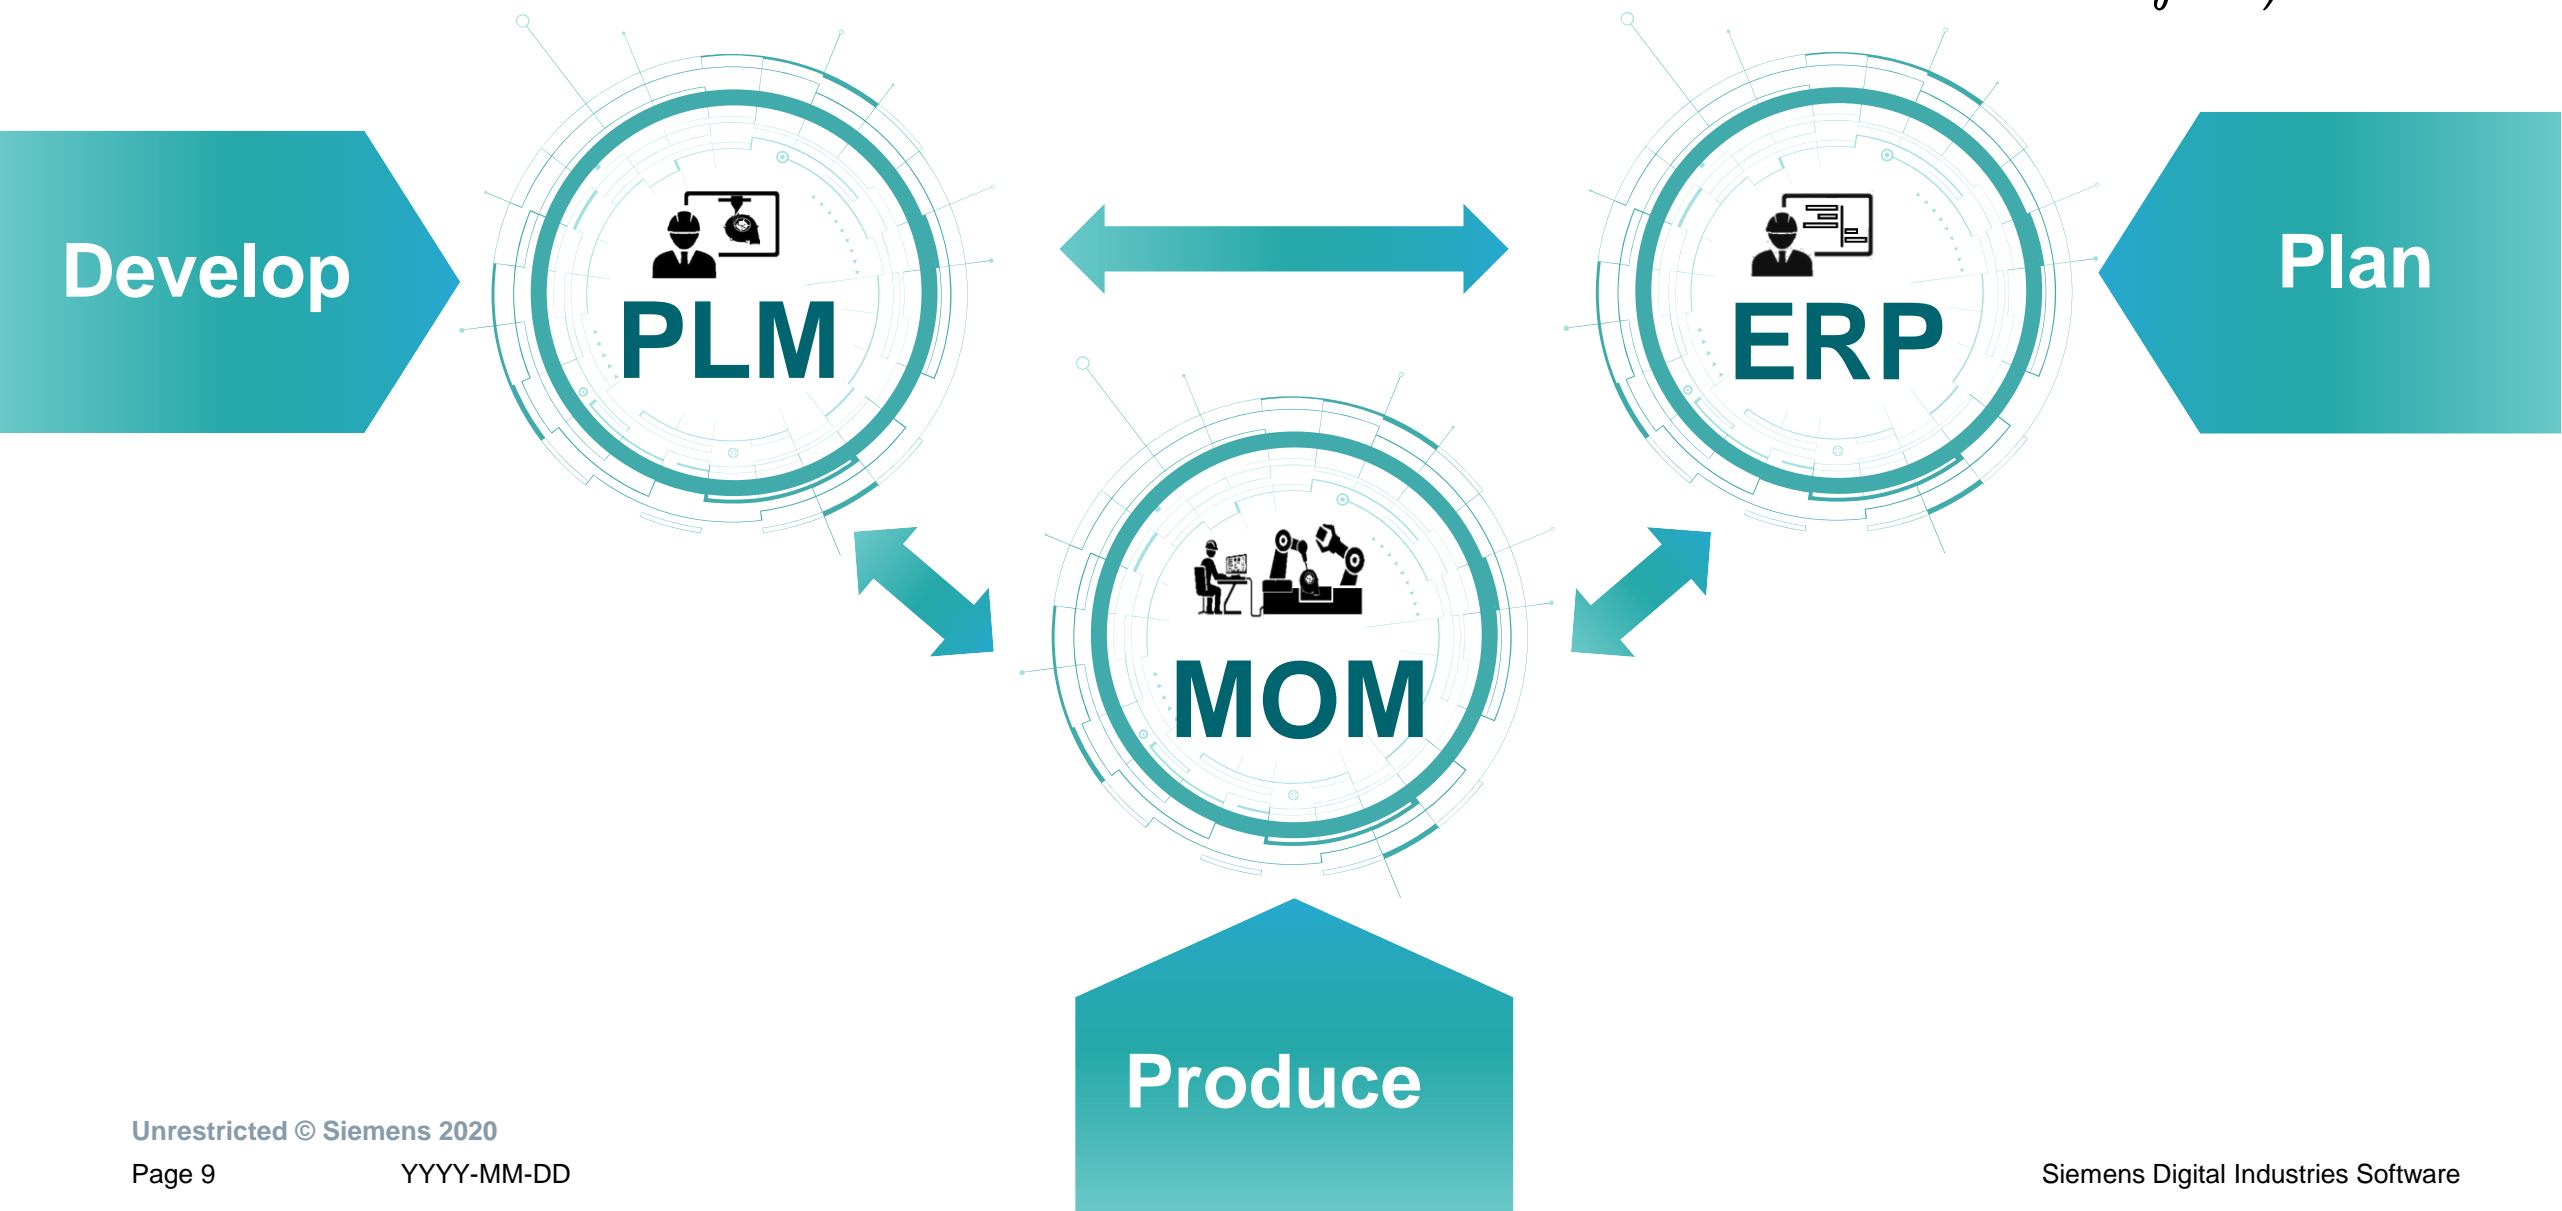 Develop
PLM
ERP
Plan
MOM
Produce
Unrestricted © Siemens 2020
Page 9 YYYY-MM-DD
Siemens Digital Industries Software